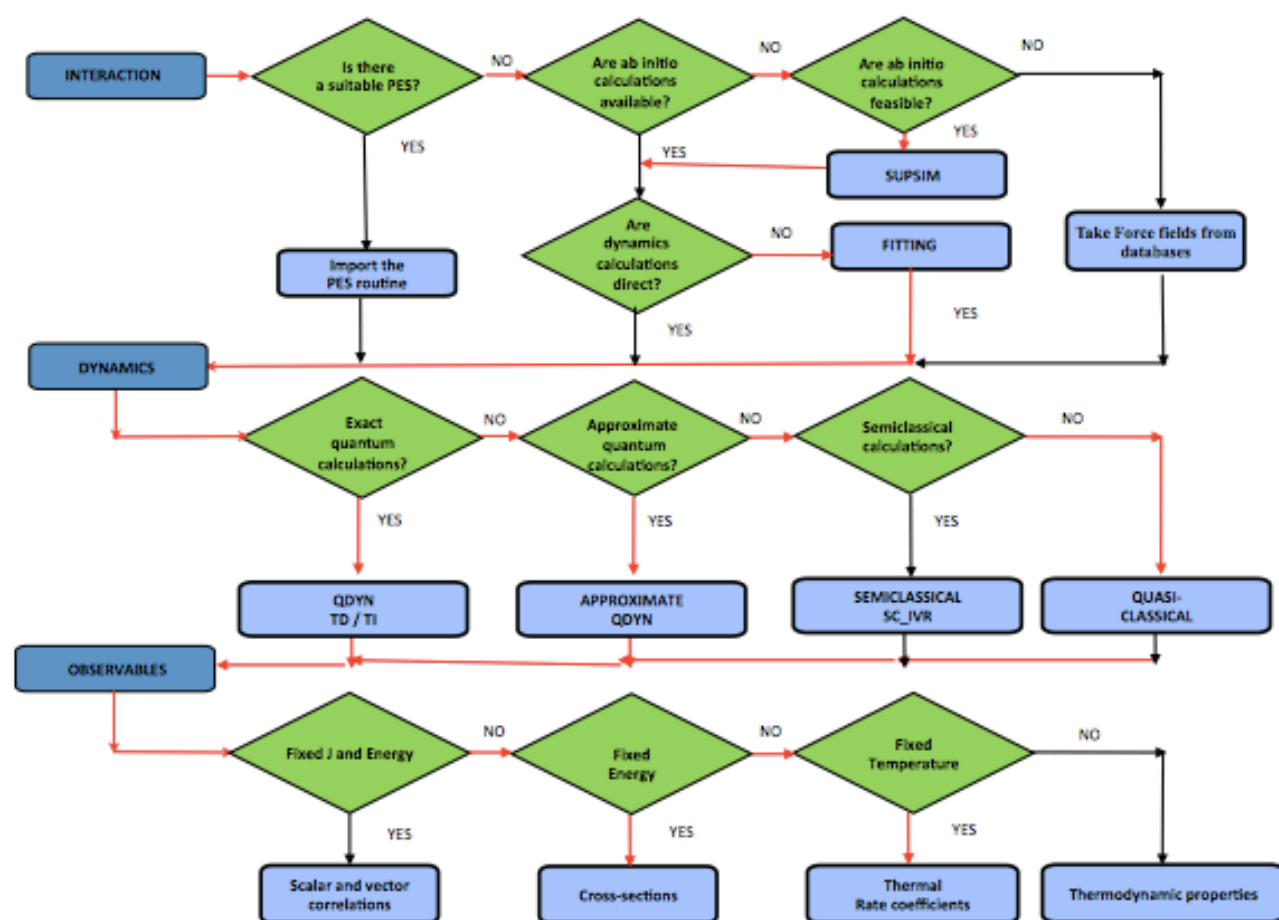 INTERACTION
Is there
a suitable PES?
NO
Are ab initio
calculations
available?
NO
Are ab initio
calculations
feasible?
NO
YES
YES
YES
SUPSIM
Are
dynamics
calculations
direct?
NO
FITTING
Take Force fields from
databases
Import the
PES routine
YES
YES
DYNAMICS
Exact
quantum
calculations?
NO
Approximate
quantum
calculations?
NO
Semiclassical
calculations?
NO
YES
YES
YES
QDYN
TD / TI
APPROXIMATE
QDYN
SEMICLASSICAL
SC_IVR
QUASI-
CLASSICAL
OBSERVABLES
Fixed J and Energy
NO
Fixed
Energy
NO
Fixed
Temperature
NO
YES
YES
YES
Scalar and vector
correlations
Cross-sections
Thermal
Rate coefficients
Thermodynamic properties